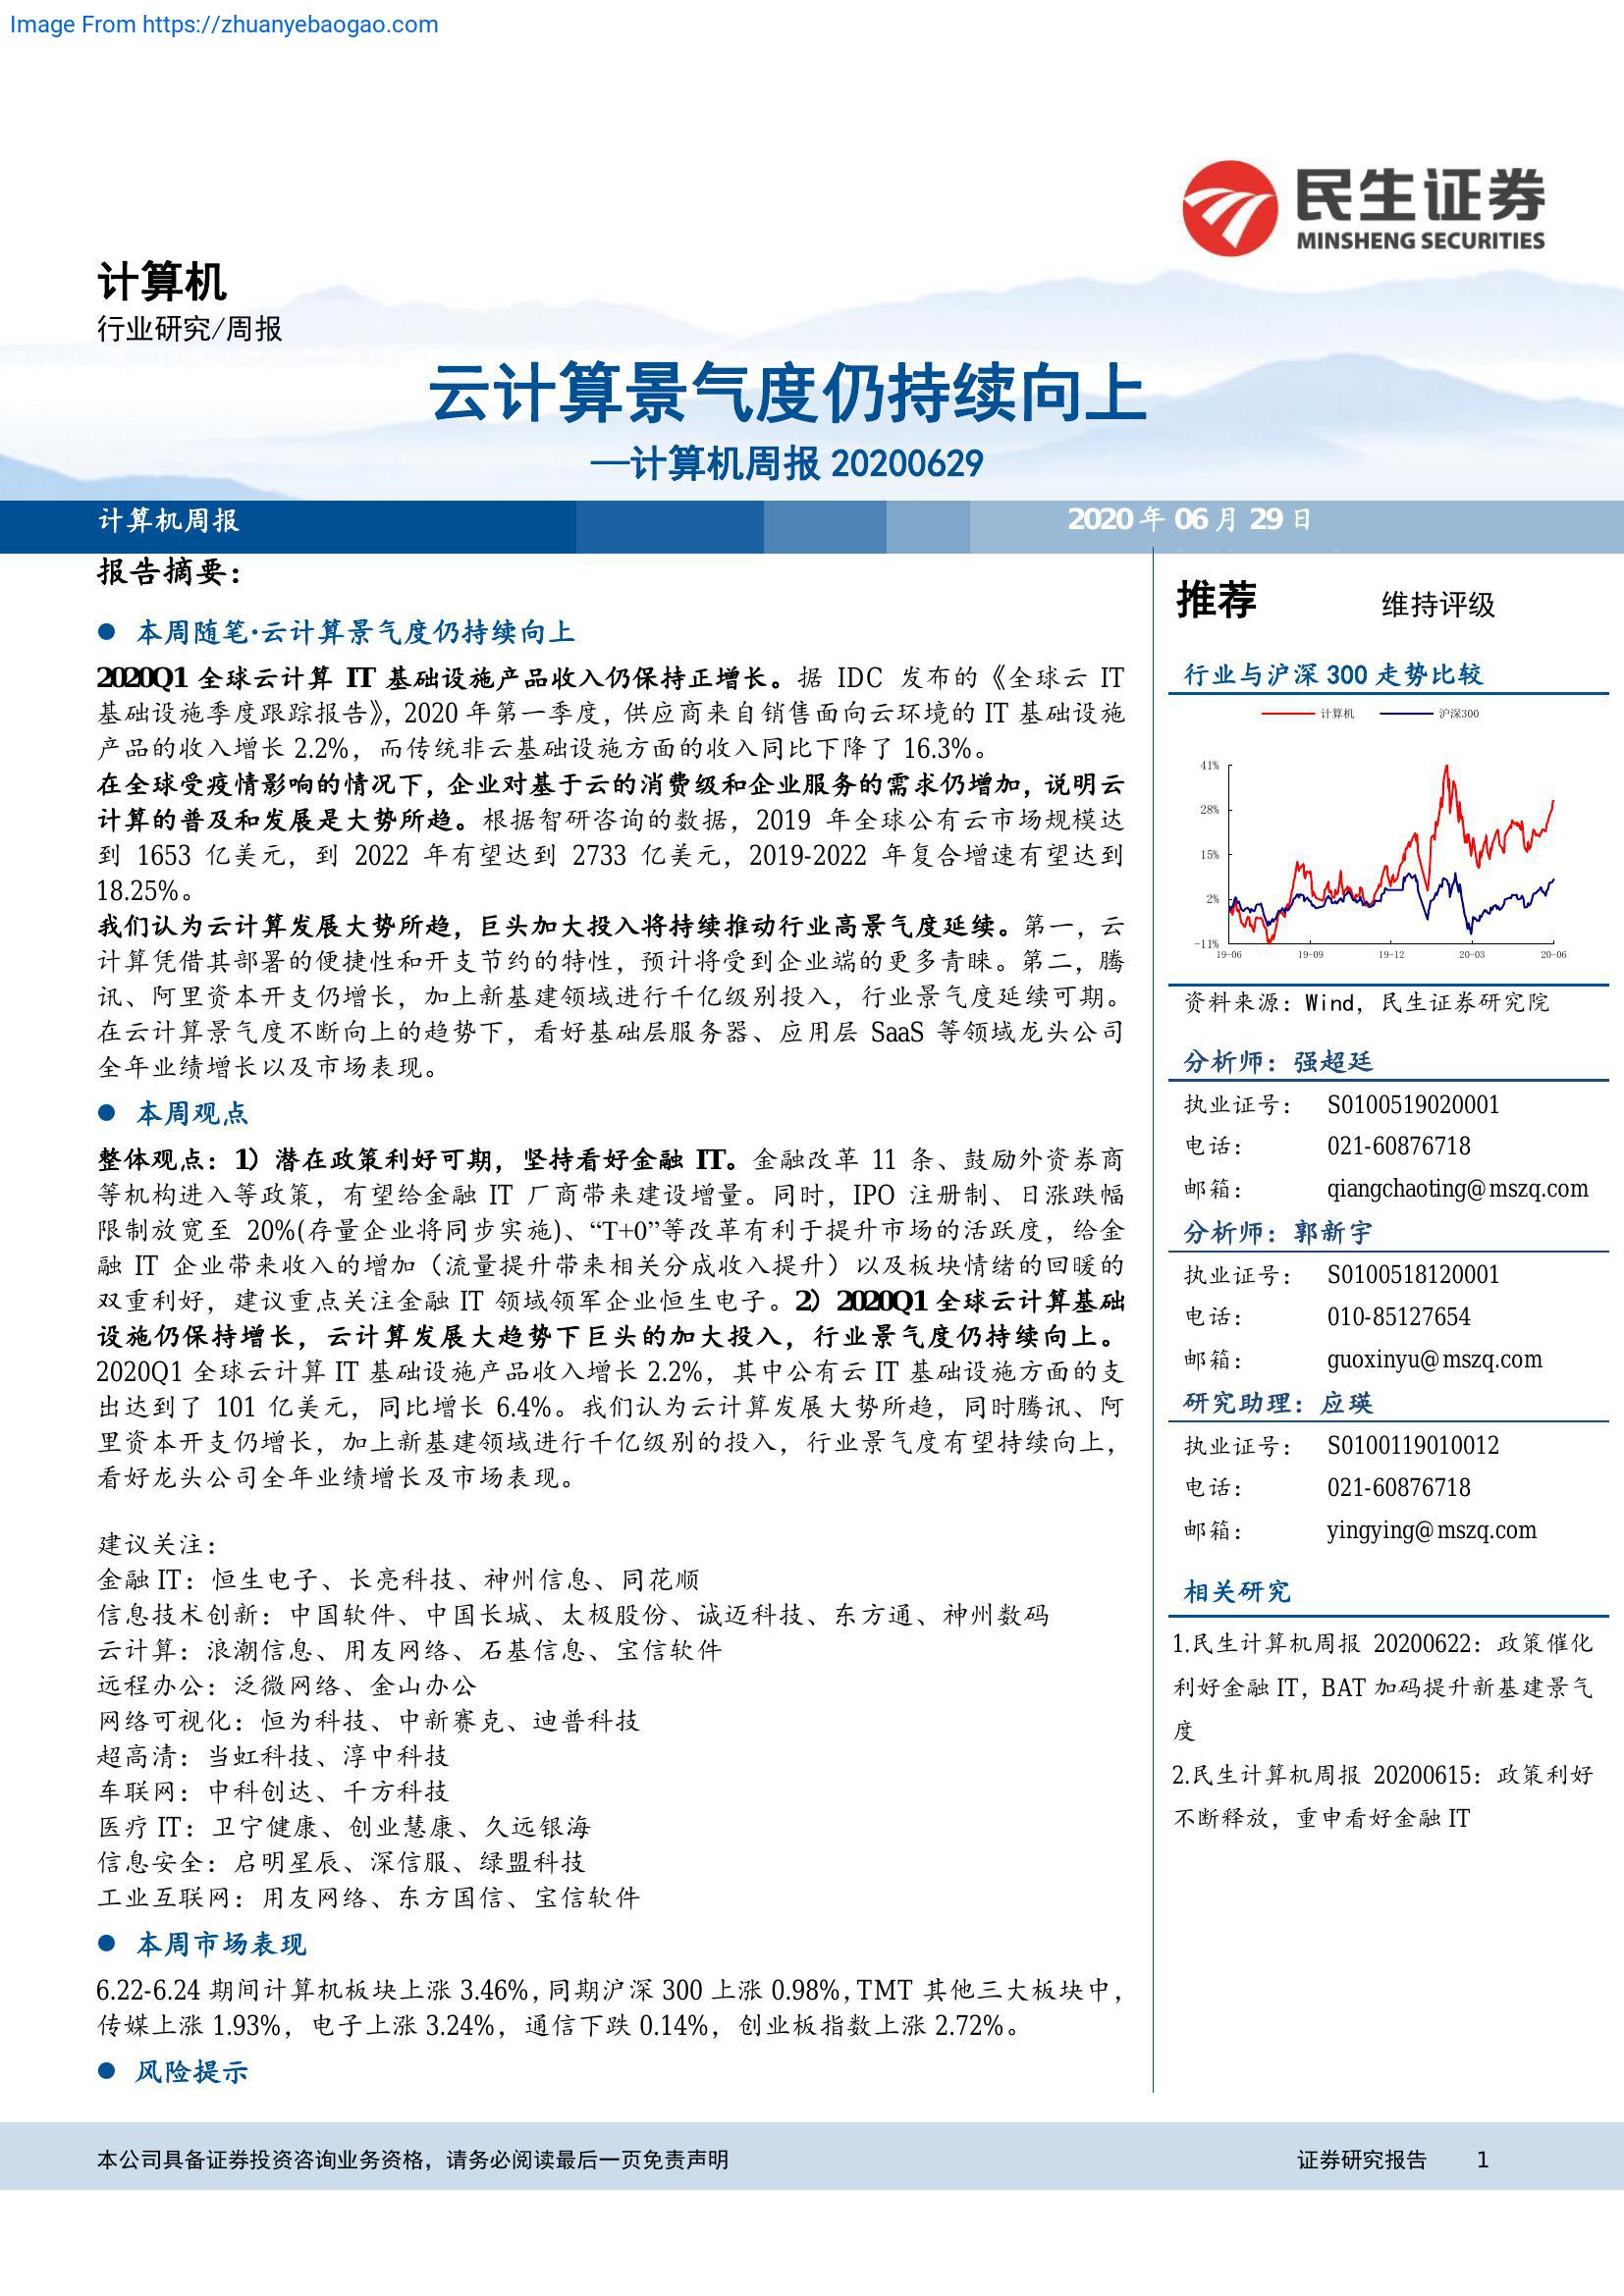 Image From https://zhuanyebaogao.com
民生证券
MINSHENG SECURITIES
计算机
行业研究/周报
云计算景气度仍持续向上
—计算机周报 20200629
计算机周报
2020 年 06 月 29 日
报告摘要：
● 本周随笔·云计算景气度仍持续向上
2020Q1 全球云计算 IT 基础设施产品收入仍保持正增长。据 IDC 发布的《全球云 IT
基础设施季度跟踪报告》，2020 年第一季度，供应商来自销售面向云环境的 IT 基础设施
产品的收入增长 2.2%，而传统非云基础设施方面的收入同比下降了 16.3%。
在全球受疫情影响的情况下，企业对基于云的消费级和企业服务的需求仍增加，说明云
计算的普及和发展是大势所趋。根据智研咨询的数据，2019 年全球公有云市场规模达
到 1653 亿美元，到 2022 年有望达到 2733 亿美元，2019-2022 年复合增速有望达到
18.25%。
我们认为云计算发展大势所趋，巨头加大投入将持续推动行业高景气度延续。第一，云
计算凭借其部署的便捷性和开支节约的特性，预计将受到企业端的更多青睐。第二，腾
讯、阿里资本开支仍增长，加上新基建领域进行千亿级别投入，行业景气度延续可期。
在云计算景气度不断向上的趋势下，看好基础层服务器、应用层 SaaS 等领域龙头公司
全年业绩增长以及市场表现。
● 本周观点
整体观点：1）潜在政策利好可期，坚持看好金融 IT。金融改革 11 条、鼓励外资券商
等机构进入等政策，有望给金融 IT 厂商带来建设增量。同时，IPO 注册制、日涨跌幅
限制放宽至 20%(存量企业将同步实施)、“T+0”等改革有利于提升市场的活跃度，给金
融 IT 企业带来收入的增加（流量提升带来相关分成收入提升）以及板块情绪的回暖的
双重利好，建议重点关注金融 IT 领域领军企业恒生电子。2）2020Q1 全球云计算基础
设施仍保持增长，云计算发展大趋势下巨头的加大投入，行业景气度仍持续向上。
2020Q1 全球云计算 IT 基础设施产品收入增长 2.2%，其中公有云 IT 基础设施方面的支
出达到了 101 亿美元，同比增长 6.4%。我们认为云计算发展大势所趋，同时腾讯、阿
里资本开支仍增长，加上新基建领域进行千亿级别的投入，行业景气度有望持续向上，
看好龙头公司全年业绩增长及市场表现。
建议关注：
金融 IT：恒生电子、长亮科技、神州信息、同花顺
信息技术创新：中国软件、中国长城、太极股份、诚迈科技、东方通、神州数码
云计算：浪潮信息、用友网络、石基信息、宝信软件
远程办公：泛微网络、金山办公
网络可视化：恒为科技、中新赛克、迪普科技
超高清：当虹科技、淳中科技
车联网：中科创达、千方科技
医疗 IT：卫宁健康、创业慧康、久远银海
信息安全：启明星辰、深信服、绿盟科技
工业互联网：用友网络、东方国信、宝信软件
● 本周市场表现
6.22-6.24 期间计算机板块上涨 3.46%，同期沪深 300 上涨 0.98%，TMT 其他三大板块中，
传媒上涨 1.93%，电子上涨 3.24%，通信下跌 0.14%，创业板指数上涨 2.72%。
● 风险提示
推荐 维持评级
行业与沪深 300 走势比较
计算机 沪深300
41%
28%
15%
2%
-11%
19-06 19-09 19-12 20-03 20-06
资料来源：Wind，民生证券研究院
分析师：强超廷
执业证号： S0100519020001
电话： 021-60876718
邮箱： qiangchaoting@mszq.com
分析师：郭新宇
执业证号： S0100518120001
电话： 010-85127654
邮箱： guoxinyu@mszq.com
研究助理：应瑛
执业证号： S0100119010012
电话： 021-60876718
邮箱： yingying@mszq.com
相关研究
1.民生计算机周报 20200622：政策催化
利好金融 IT，BAT 加码提升新基建景气
度
2.民生计算机周报 20200615：政策利好
不断释放，重申看好金融 IT
本公司具备证券投资咨询业务资格，请务必阅读最后一页免责声明
证券研究报告 1